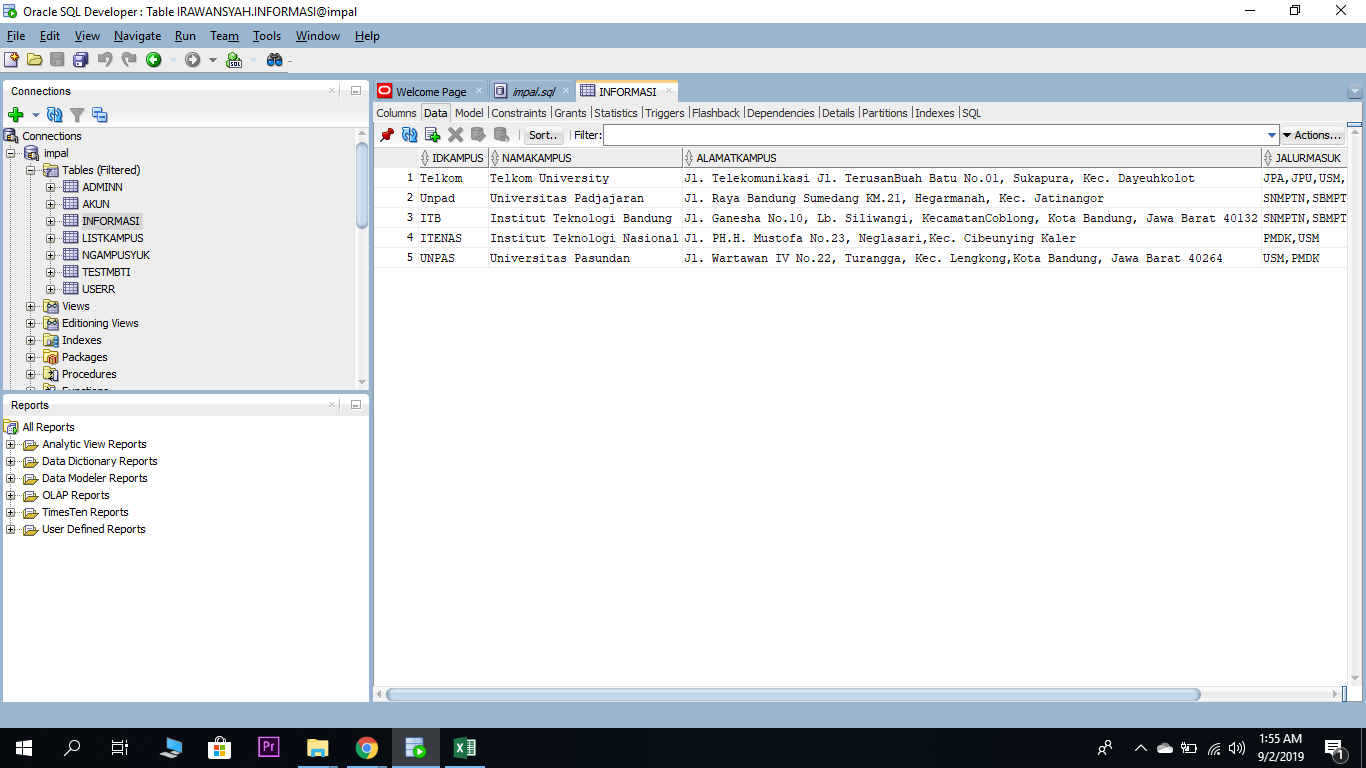 Oracle SQL Developer : Table IRAWANSYAH.INFORMASI@impal
File Edit View Navigate Run Team Tools Window Help
Connections
Connections
impal
Tables (Filtered)
ADMINN
AKUN
INFORMASI
LISTKAMPUS
NGAMPUSYUK
TESTMBTI
USERR
Views
Editioning Views
Indexes
Packages
Procedures
Functions
Reports
All Reports
Analytic View Reports
Data Dictionary Reports
Data Modeler Reports
OLAP Reports
TimesTen Reports
User Defined Reports
Welcome Page impal.sql INFORMASI
Columns Data Model Constraints Grants Statistics Triggers Flashback Dependencies Details Partitions Indexes SQL
Sort.. Filter: Actions...
IDKAMPUS NAMAKAMPUS ALAMATKAMPUS JALURMASUK
1 Telkom Telkom University Jl. Telekomunikasi Jl. TerusanBuah Batu No.01, Sukapura, Kec. Dayeuhkolot JPA,JPU,USM,
2 Unpad Universitas Padjajaran Jl. Raya Bandung Sumedang KM.21, Hegarmanah, Kec. Jatinangor SNMPTN,SBMPT
3 ITB Institut Teknologi Bandung Jl. Ganesha No.10, Lb. Siliwangi, KecamatanCoblong, Kota Bandung, Jawa Barat 40132 SNMPTN,SBMPT
4 ITENAS Institut Teknologi Nasional Jl. PH.H. Mustofa No.23, Neglasari,Kec. Cibeunying Kaler PMDK,USM
5 UNPAS Universitas Pasundan Jl. Wartawan IV No.22, Turangga, Kec. Lengkong,Kota Bandung, Jawa Barat 40264 USM,PMDK
Pr
1:55 AM
9/2/2019
1